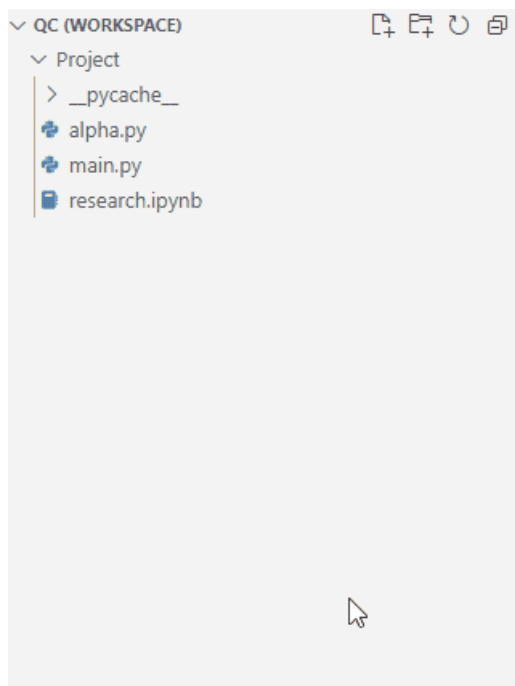 QC (WORKSPACE)
Project
__pycache__
alpha.py
main.py
research.ipynb